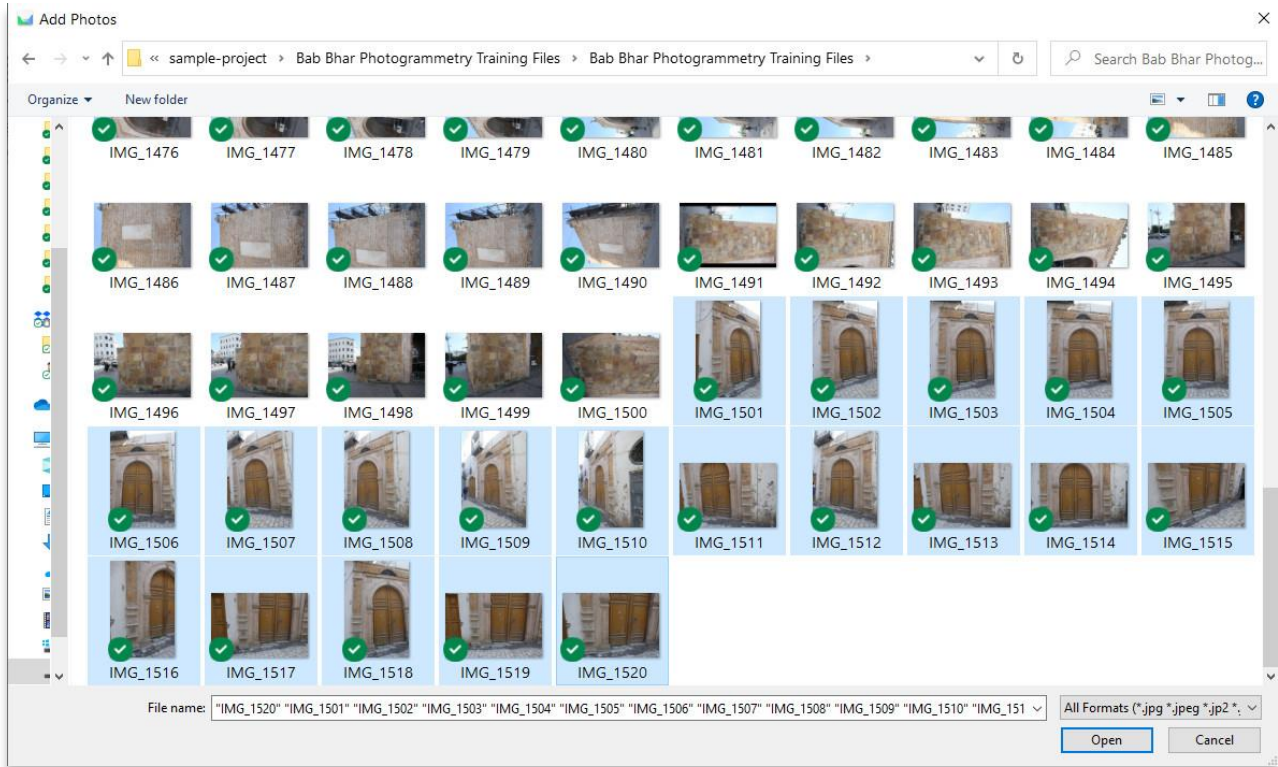 Add Photos
« sample-project › Bab Bhar Photogrammetry Training Files › Bab Bhar Photogrammetry Training Files ›
Search Bab Bhar Photog...
Organize New folder
IMG_1476 IMG_1477 IMG_1478 IMG_1479 IMG_1480 IMG_1481 IMG_1482 IMG_1483 IMG_1484 IMG_1485
IMG_1486 IMG_1487 IMG_1488 IMG_1489 IMG_1490 IMG_1491 IMG_1492 IMG_1493 IMG_1494 IMG_1495
IMG_1496 IMG_1497 IMG_1498 IMG_1499 IMG_1500 IMG_1501 IMG_1502 IMG_1503 IMG_1504 IMG_1505
IMG_1506 IMG_1507 IMG_1508 IMG_1509 IMG_1510 IMG_1511 IMG_1512 IMG_1513 IMG_1514 IMG_1515
IMG_1516 IMG_1517 IMG_1518 IMG_1519 IMG_1520
File name: "IMG_1520" "IMG_1501" "IMG_1502" "IMG_1503" "IMG_1504" "IMG_1505" "IMG_1506" "IMG_1507" "IMG_1508" "IMG_1509" "IMG_1510" "IMG_151
All Formats (*.jpg *.jpeg *.jp2 *.
Open Cancel